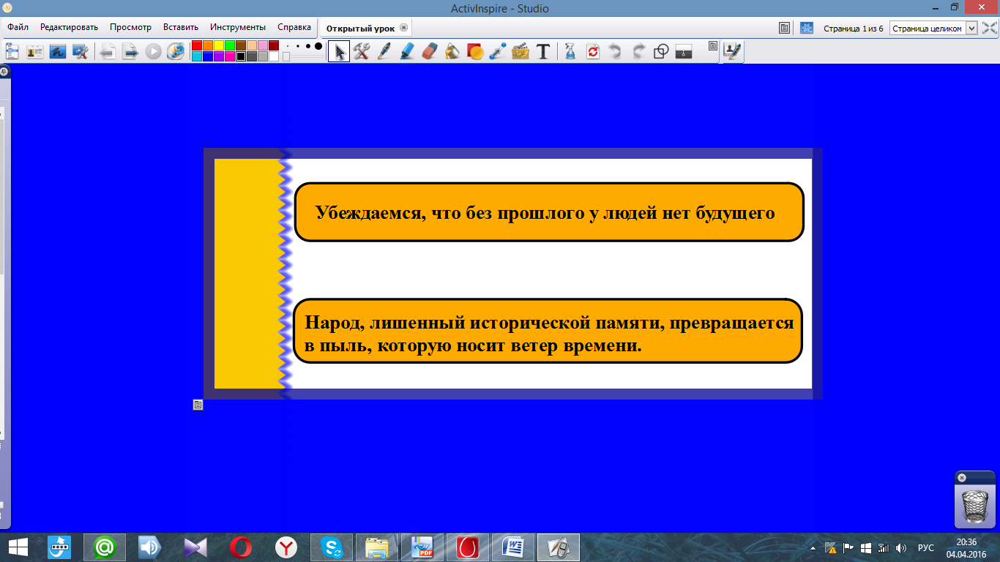 ActivInspire - Studio
Файл Редактировать Просмотр Вставить Инструменты Справка Открытый урок Страница 1 из 6 Страница целиком
Убеждаемся, что без прошлого у людей нет будущего
Народ, лишенный исторической памяти, превращается
в пыль, которую носит ветер времени.
PDF
РУС
20:36
04.04.2016